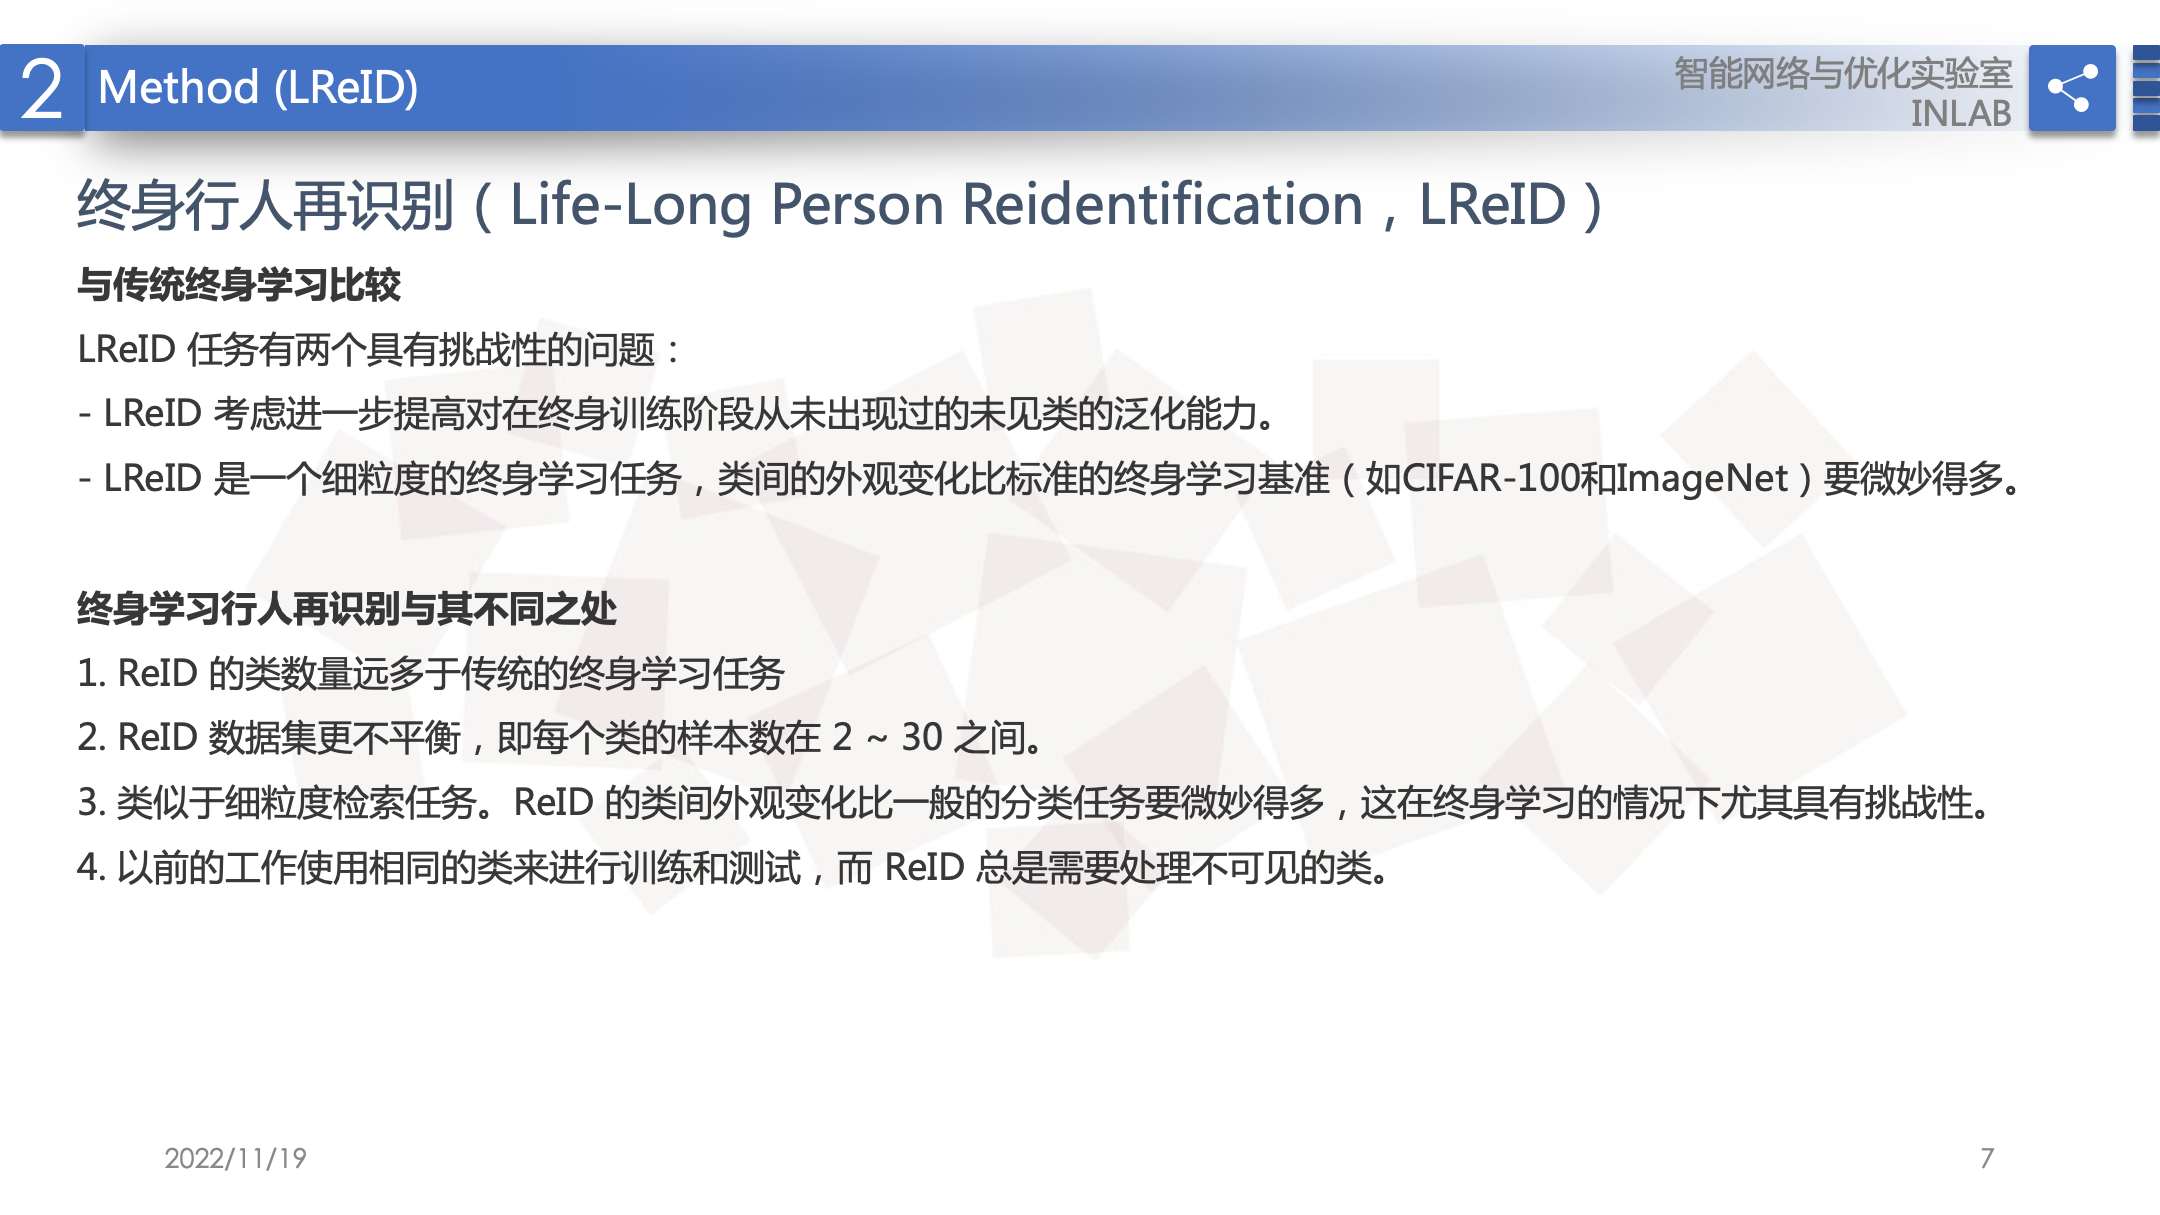 2
Method (LReID)
智能网络与优化实验室
INLAB
终身行人再识别（Life-Long Person Reidentification，LReID）
与传统终身学习比较
LReID 任务有两个具有挑战性的问题：
- LReID 考虑进一步提高对在终身训练阶段从未出现过的未见类的泛化能力。
- LReID 是一个细粒度的终身学习任务，类间的外观变化比标准的终身学习基准（如CIFAR-100和ImageNet）要微妙得多。
终身学习行人再识别与其不同之处
1. ReID 的类数量远多于传统的终身学习任务
2. ReID 数据集更不平衡，即每个类的样本数在 2 ~ 30 之间。
3. 类似于细粒度检索任务。ReID 的类间外观变化比一般的分类任务要微妙得多，这在终身学习的情况下尤其具有挑战性。
4. 以前的工作使用相同的类来进行训练和测试，而 ReID 总是需要处理不可见的类。
2022/11/19
7